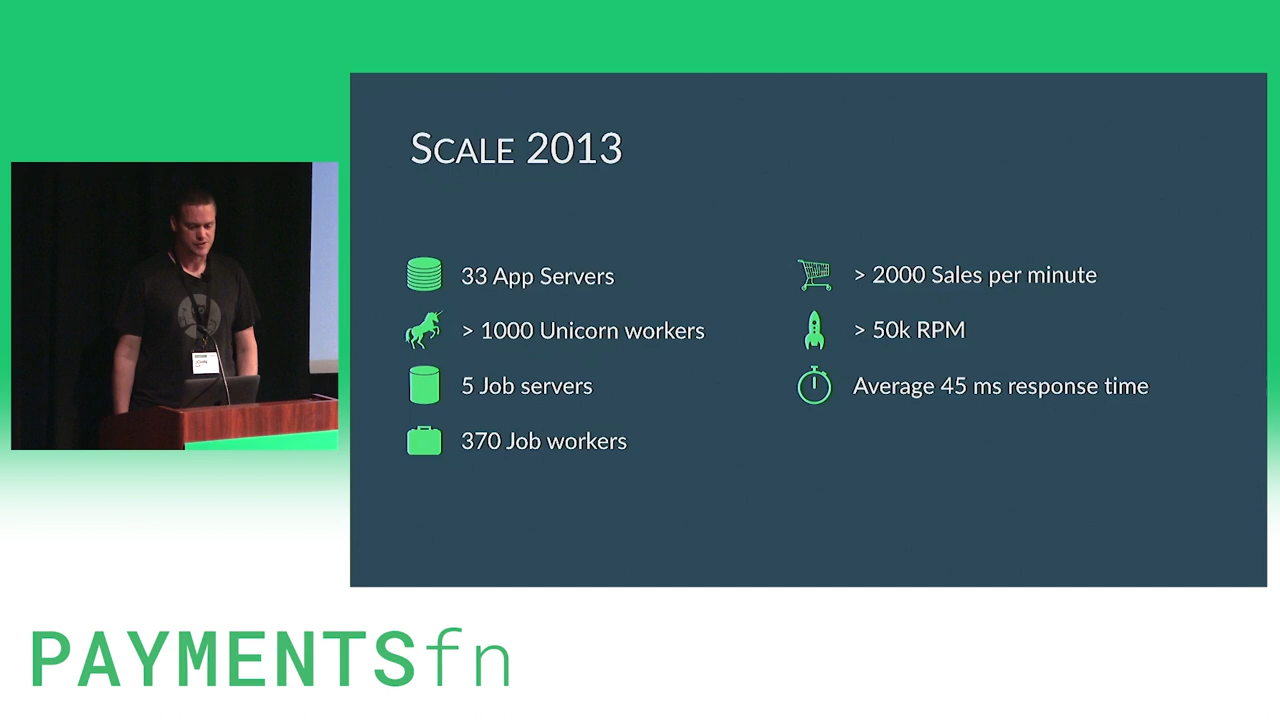 SCALE 2013
33 App Servers
> 1000 Unicorn workers
5 Job servers
370 Job workers
> 2000 Sales per minute
> 50k RPM
Average 45 ms response time
JOHN
PAYMENTSfn